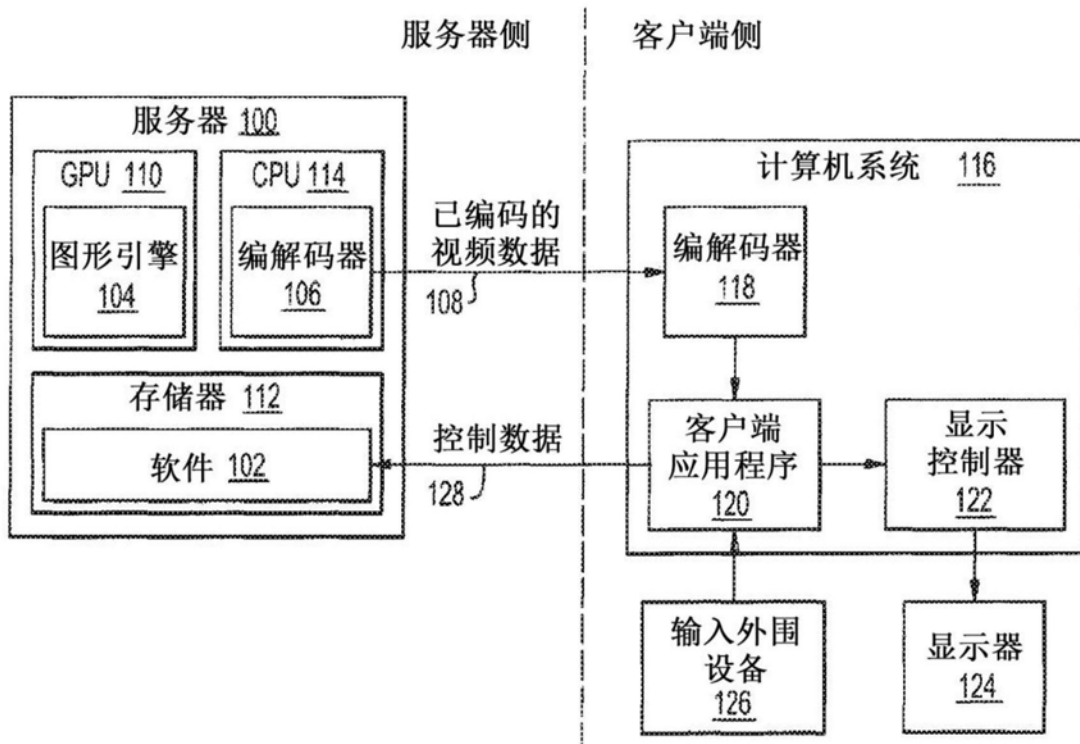 服务器侧
客户端侧
服务器 100
GPU 110
图形引擎
104
CPU 114
编解码器
106
存储器 112
软件 102
已编码的
视频数据
108
控制数据
128
计算机系统 116
编解码器
118
客户端
应用程序
120
显示
控制器
122
输入外围
设备
126
显示器
124